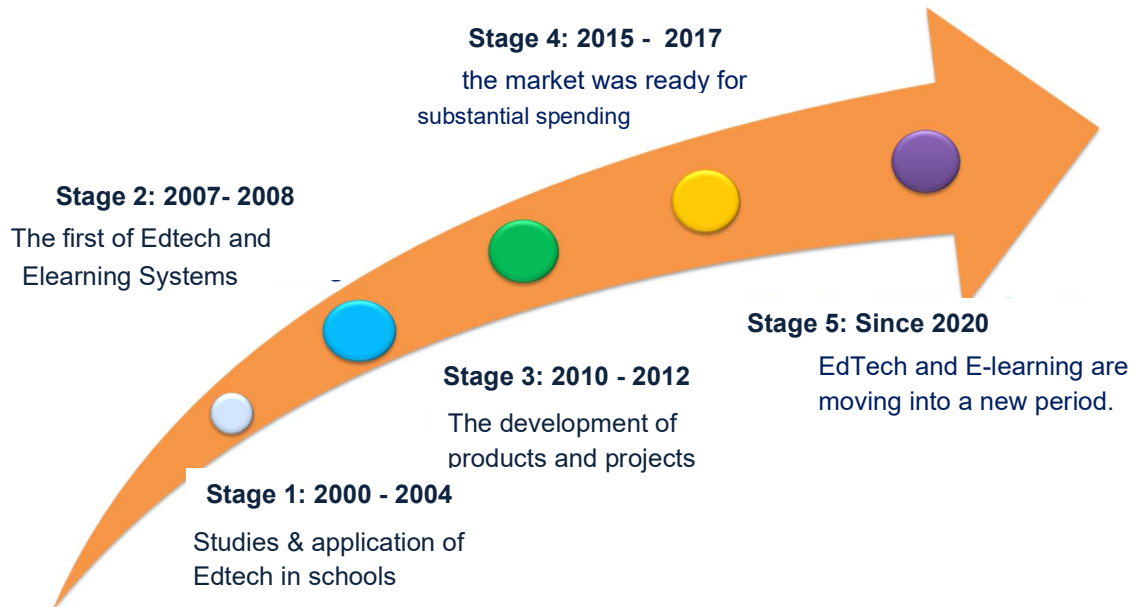 Stage 4: 2015 - 2017
the market was ready for
substantial spending
Stage 2: 2007- 2008
The first of Edtech and
Elearning Systems
Stage 5: Since 2020
EdTech and E-learning are
moving into a new period.
Stage 3: 2010 - 2012
The development of
products and projects
Stage 1: 2000 - 2004
Studies & application of
Edtech in schools